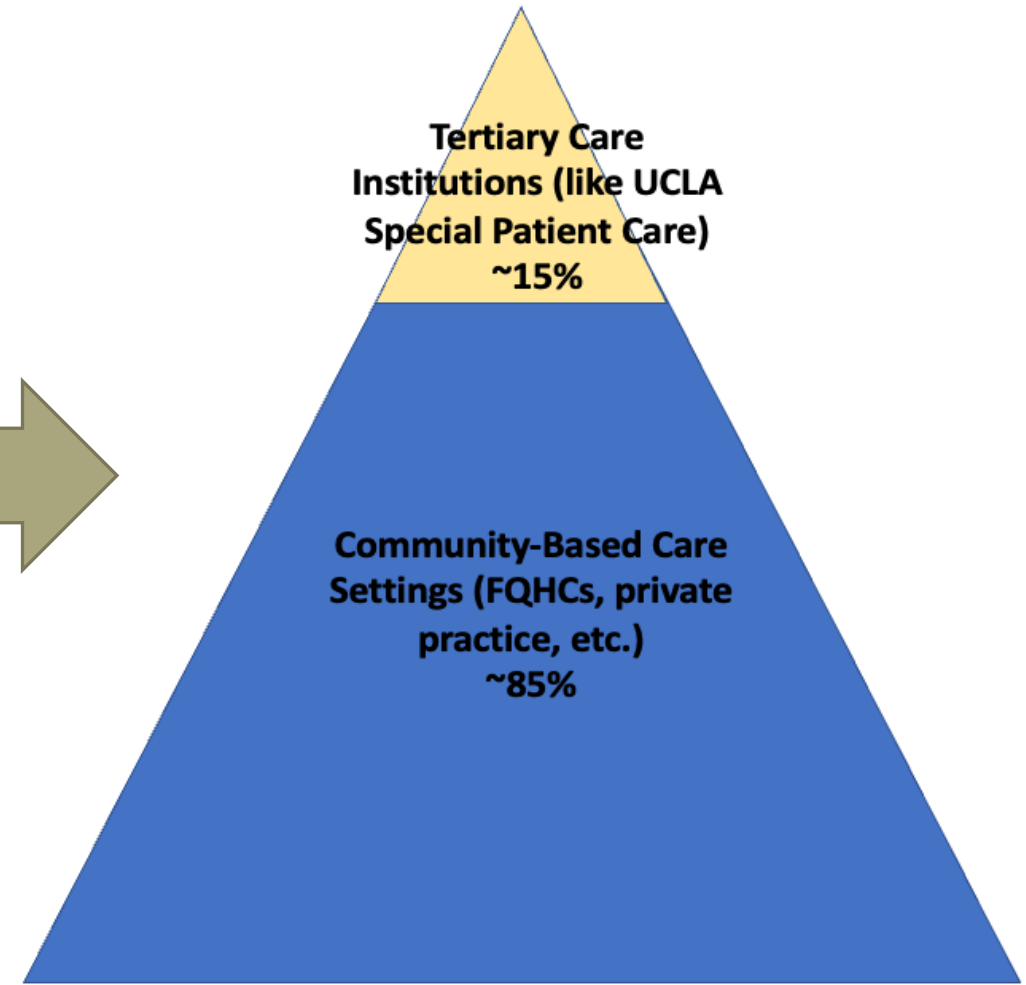 Tertiary Care
Institutions (like UCLA
Special Patient Care)
~15%
Community-Based Care
Settings (FQHCs, private
practice, etc.)
~85%